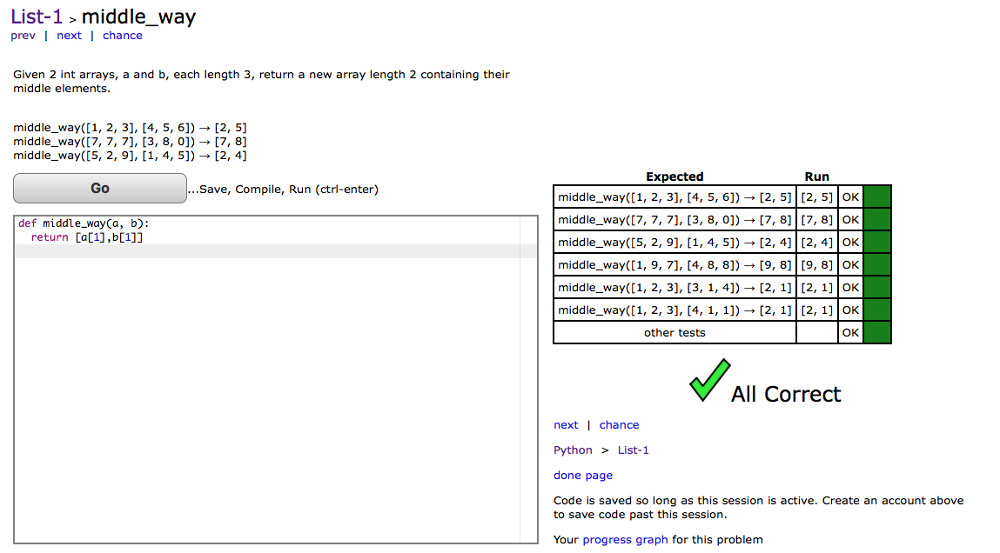 List-1 > middle_way
prev | next | chance
Given 2 int arrays, a and b, each length 3, return a new array length 2 containing their
middle elements.
middle_way([1, 2, 3], [4, 5, 6]) → [2, 5]
middle_way([7, 7, 7], [3, 8, 0]) → [7, 8]
middle_way([5, 2, 9], [1, 4, 5]) → [2, 4]
Go ...Save, Compile, Run (ctrl-enter)
def middle_way(a, b):
  return [a[1],b[1]]
Expected Run
middle_way([1, 2, 3], [4, 5, 6]) → [2, 5] [2, 5] OK
middle_way([7, 7, 7], [3, 8, 0]) → [7, 8] [7, 8] OK
middle_way([5, 2, 9], [1, 4, 5]) → [2, 4] [2, 4] OK
middle_way([1, 9, 7], [4, 8, 8]) → [9, 8] [9, 8] OK
middle_way([1, 2, 3], [3, 1, 4]) → [2, 1] [2, 1] OK
middle_way([1, 2, 3], [4, 1, 1]) → [2, 1] [2, 1] OK
other tests OK
All Correct
next | chance
Python > List-1
done page
Code is saved so long as this session is active. Create an account above
to save code past this session.
Your progress graph for this problem